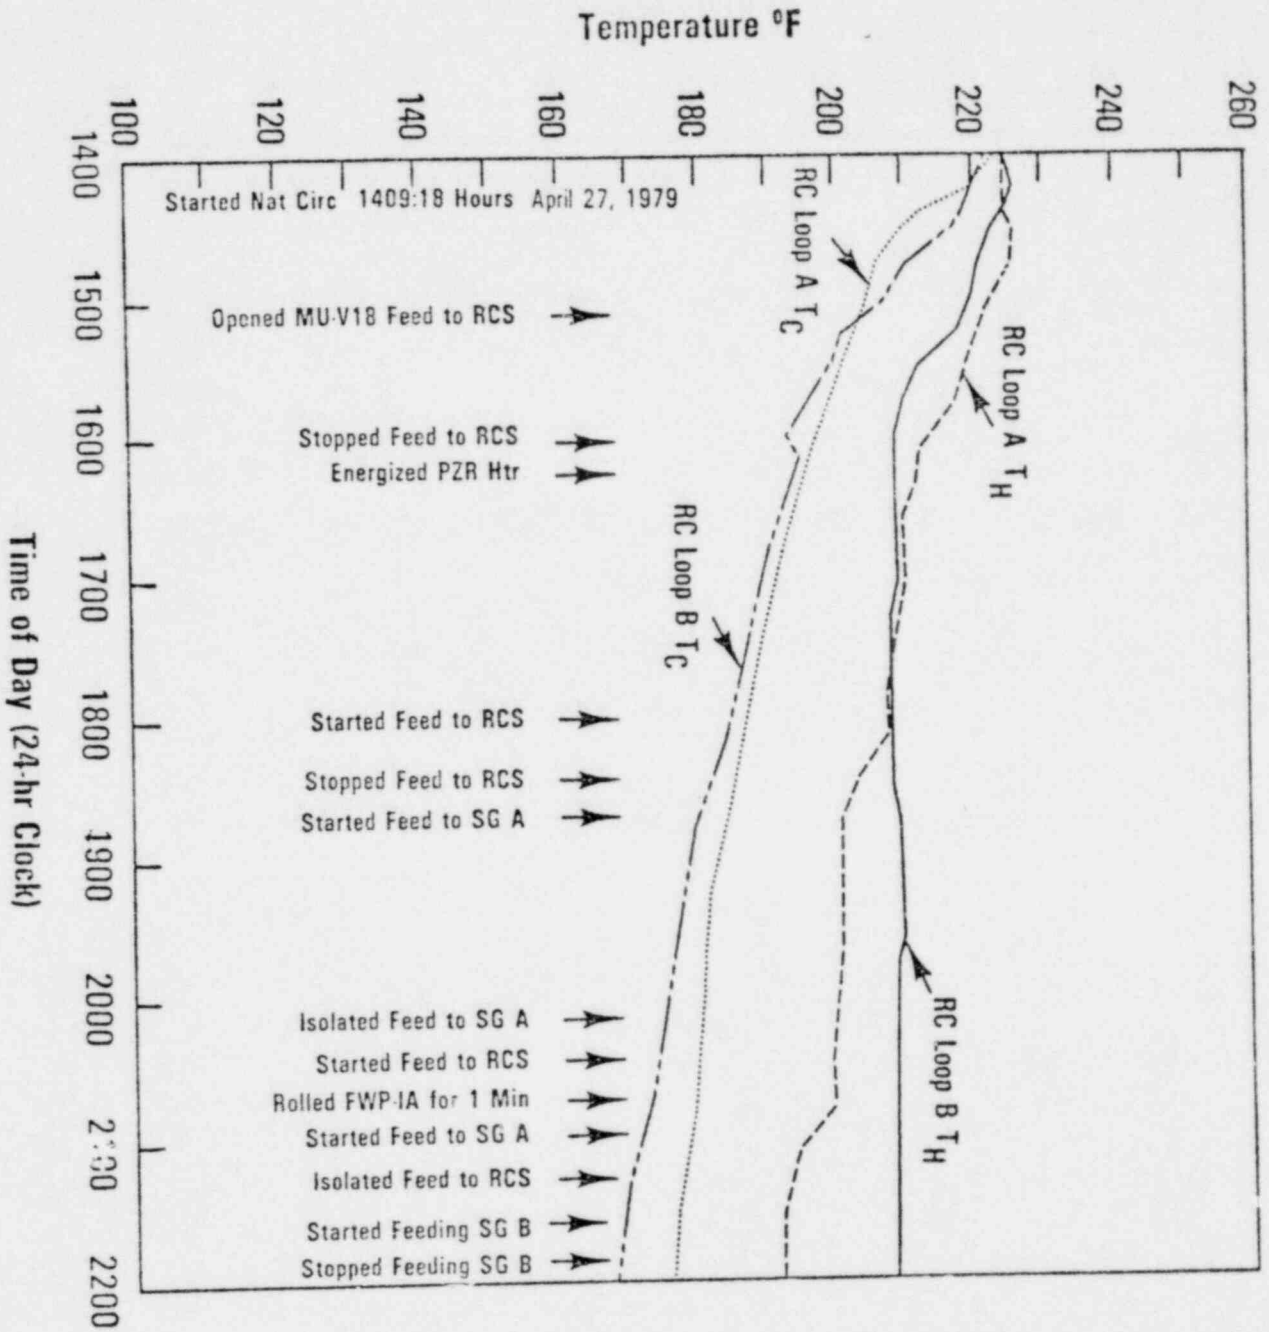 Temperature °F
100
120
140
160
180
200
220
240
260
1400
1500
1600
1700
1800
1900
2000
2200
Time of Day (24-hr Clock)
Started Nat Circ 1409:18 Hours April 27, 1979
Opened MU-V18 Feed to RCS
Stopped Feed to RCS
Energized PZR Htr
Started Feed to RCS
Stopped Feed to RCS
Started Feed to SG A
Isolated Feed to SG A
Started Feed to RCS
Rolled FWP-IA for 1 Min
Started Feed to SG A
Isolated Feed to RCS
Started Feeding SG B
Stopped Feeding SG B
RC Loop A TC
RC Loop A TH
RC Loop B TC
RC Loop B TH